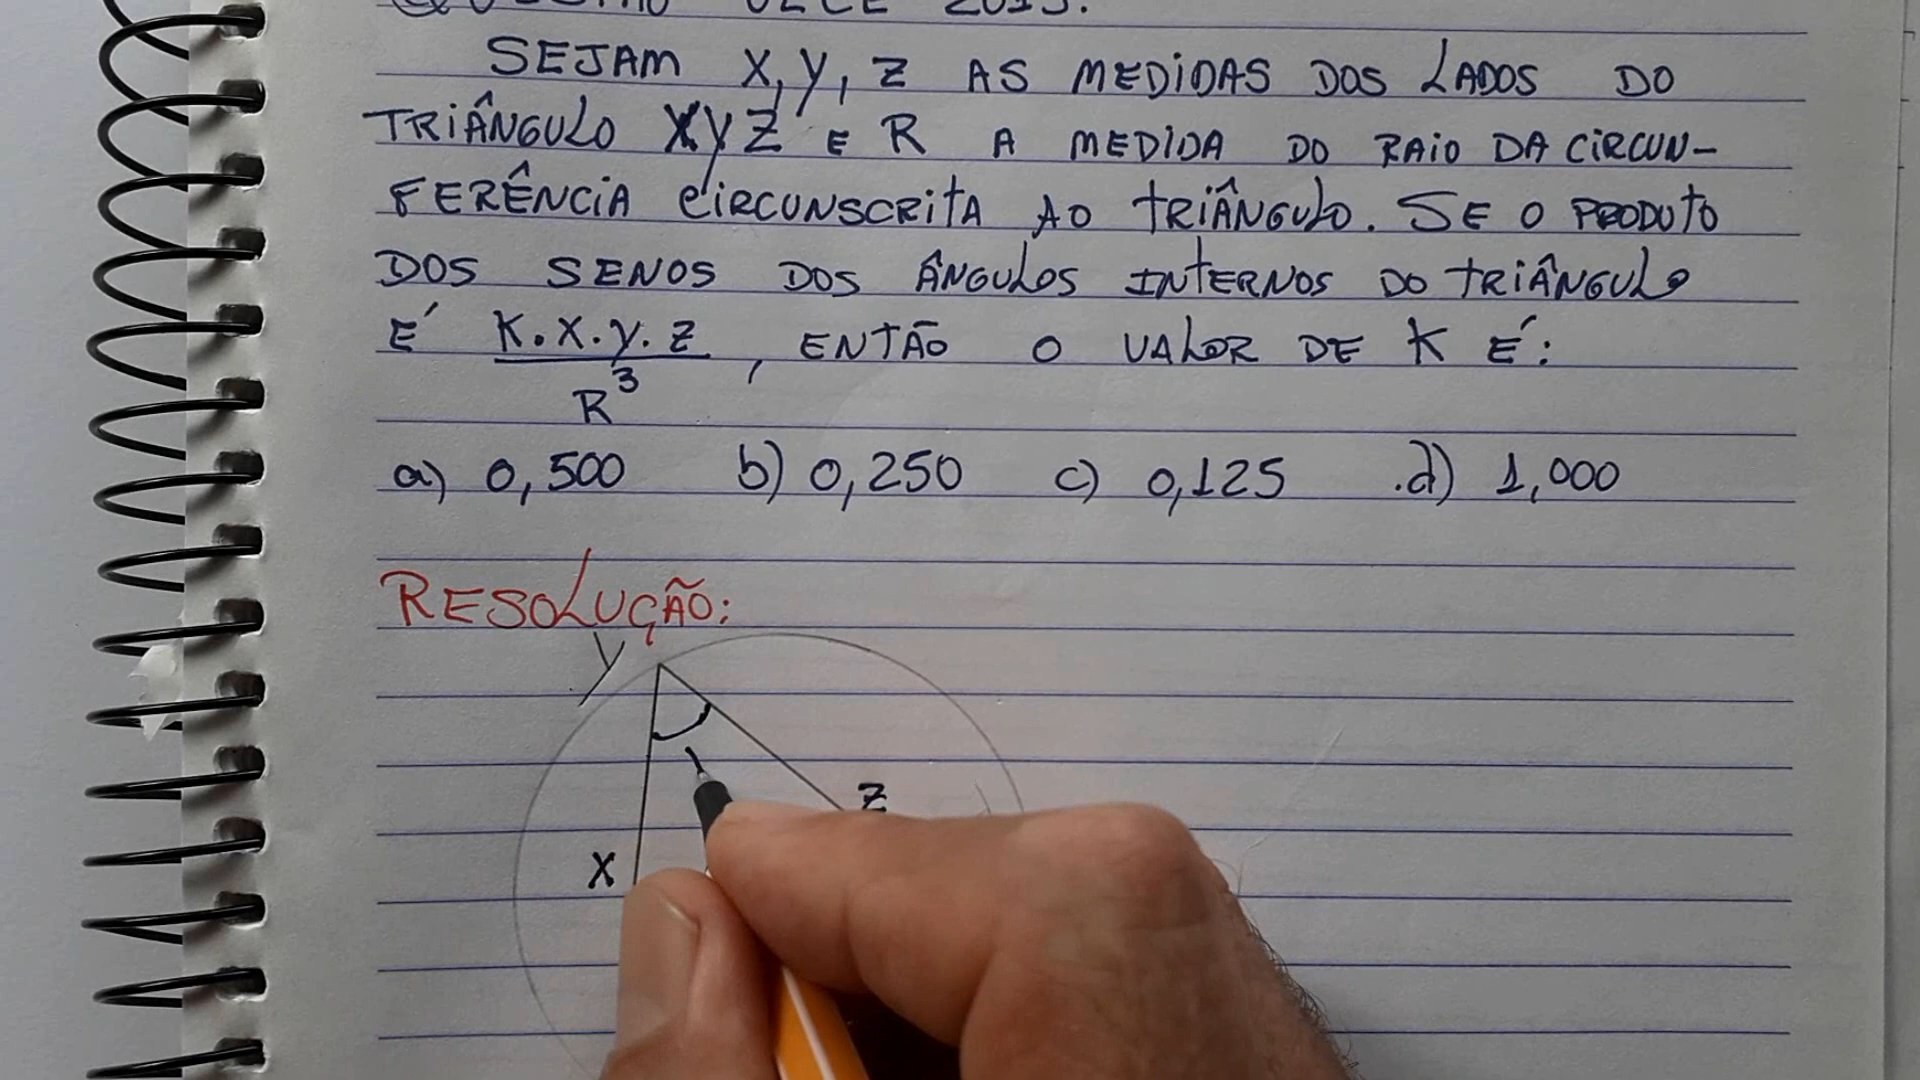 SEJAM X, Y, Z AS MEDIDAS DOS LADOS DO
TRIÂNGULO XYZ E R A MEDIDA DO RAIO DA CIRCUN-
FERÊNCIA CIRCUNSCRITA AO TRIÂNGULO. SE O PRODUTO
DOS SENOS DOS ÂNGULOS INTERNOS DO TRIÂNGULO
É K.X.Y.Z / R³, ENTÃO O VALOR DE K É:
a) 0,500 b) 0,250 c) 0,125 d) 1,000
RESOLUÇÃO:
Y
Z
X